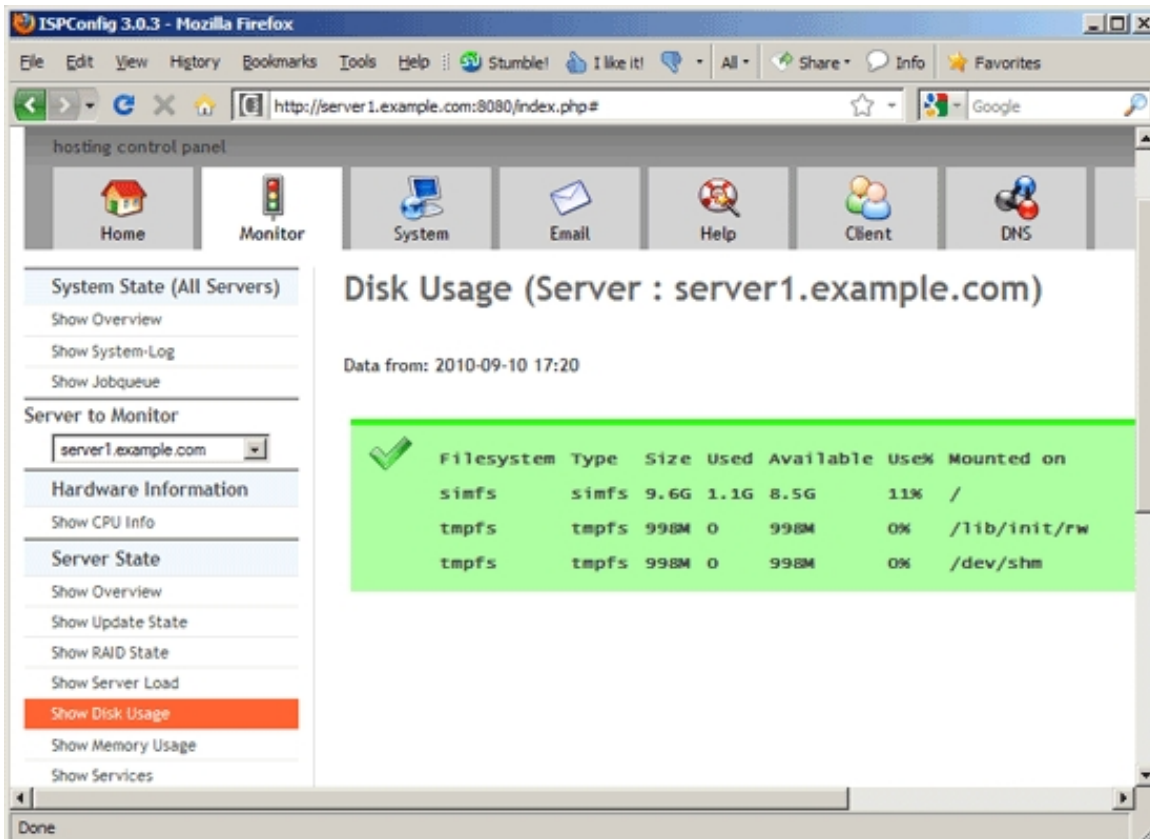 ISPConfig 3.0.3 - Mozilla Firefox
File Edit View History Bookmarks Tools Help Stumble! I like it! All Share Info Favorites
http://server1.example.com:8080/index.php# Google
hosting control panel
Home Monitor System Email Help Client DNS
System State (All Servers)
Show Overview
Show System-Log
Show Jobqueue
Server to Monitor
server1.example.com
Hardware Information
Show CPU Info
Server State
Show Overview
Show Update State
Show RAID State
Show Server Load
Show Disk Usage
Show Memory Usage
Show Services
Disk Usage (Server : server1.example.com)
Data from: 2010-09-10 17:20
Filesystem Type Size Used Available Use% Mounted on
simfs simfs 9.6G 1.1G 8.5G 11% /
tmpfs tmpfs 998M 0 998M 0% /lib/init/rw
tmpfs tmpfs 998M 0 998M 0% /dev/shm
Done